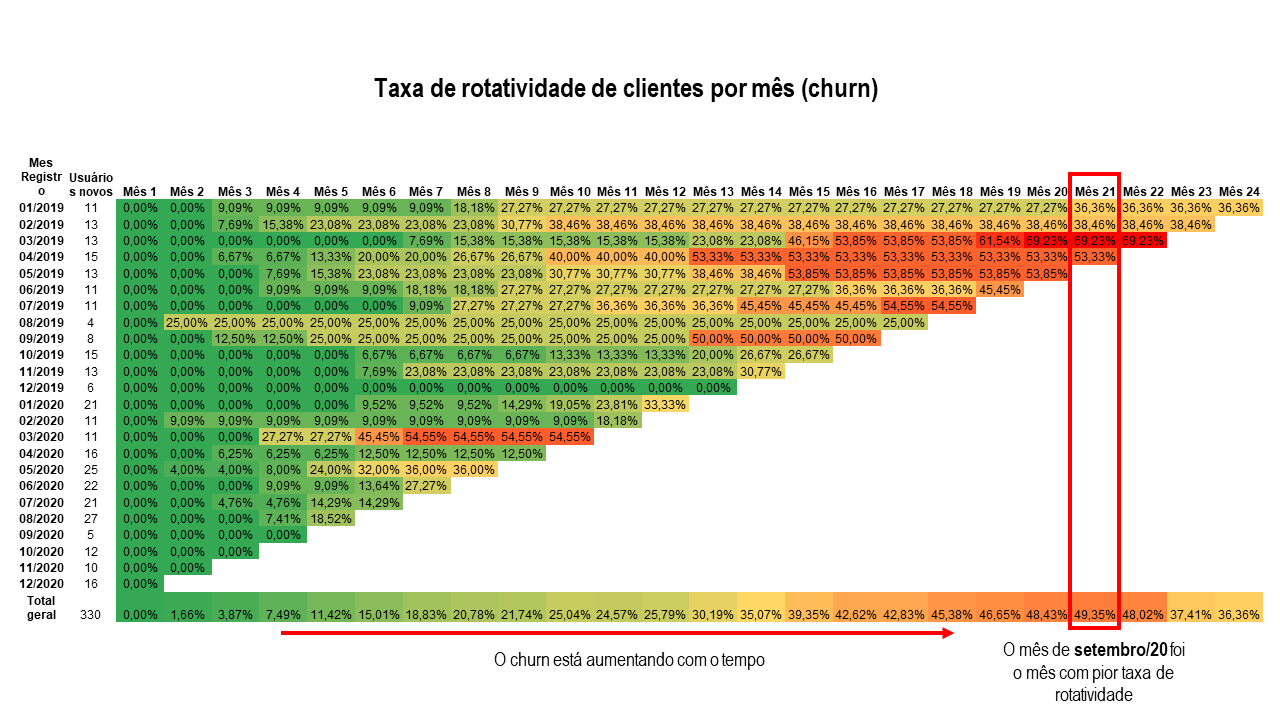 Taxa de rotatividade de clientes por mês (churn)
Mes
Registr
o
Usuário
s novos
Mês 1 Mês 2 Mês 3 Mês 4 Mês 5 Mês 6 Mês 7 Mês 8 Mês 9 Mês 10 Mês 11 Mês 12 Mês 13 Mês 14 Mês 15 Mês 16 Mês 17 Mês 18 Mês 19 Mês 20 Mês 21 Mês 22 Mês 23 Mês 24
01/2019 11 0,00% 0,00% 9,09% 9,09% 9,09% 9,09% 9,09% 18,18% 27,27% 27,27% 27,27% 27,27% 27,27% 27,27% 27,27% 27,27% 27,27% 27,27% 27,27% 27,27% 36,36% 36,36% 36,36% 36,36%
02/2019 13 0,00% 0,00% 7,69% 15,38% 23,08% 23,08% 23,08% 23,08% 30,77% 38,46% 38,46% 38,46% 38,46% 38,46% 38,46% 38,46% 38,46% 38,46% 38,46% 38,46% 38,46% 38,46% 38,46%
03/2019 13 0,00% 0,00% 0,00% 0,00% 0,00% 0,00% 7,69% 15,38% 15,38% 15,38% 15,38% 15,38% 23,08% 23,08% 46,15% 53,85% 53,85% 53,85% 61,54% 69,23% 69,23% 69,23%
04/2019 15 0,00% 0,00% 6,67% 6,67% 13,33% 20,00% 20,00% 26,67% 26,67% 40,00% 40,00% 40,00% 53,33% 53,33% 53,33% 53,33% 53,33% 53,33% 53,33% 53,33% 53,33%
05/2019 13 0,00% 0,00% 0,00% 7,69% 15,38% 23,08% 23,08% 23,08% 23,08% 30,77% 30,77% 30,77% 38,46% 38,46% 53,85% 53,85% 53,85% 53,85% 53,85% 53,85%
06/2019 11 0,00% 0,00% 0,00% 9,09% 9,09% 9,09% 18,18% 18,18% 27,27% 27,27% 27,27% 27,27% 27,27% 27,27% 27,27% 36,36% 36,36% 36,36% 45,45%
07/2019 11 0,00% 0,00% 0,00% 0,00% 0,00% 0,00% 9,09% 27,27% 27,27% 27,27% 36,36% 36,36% 36,36% 45,45% 45,45% 45,45% 54,55% 54,55%
08/2019 4 0,00% 25,00% 25,00% 25,00% 25,00% 25,00% 25,00% 25,00% 25,00% 25,00% 25,00% 25,00% 25,00% 25,00% 25,00% 25,00% 25,00%
09/2019 8 0,00% 0,00% 12,50% 12,50% 25,00% 25,00% 25,00% 25,00% 25,00% 25,00% 25,00% 25,00% 50,00% 50,00% 50,00% 50,00%
10/2019 15 0,00% 0,00% 0,00% 0,00% 0,00% 6,67% 6,67% 6,67% 6,67% 13,33% 13,33% 13,33% 20,00% 26,67% 26,67%
11/2019 13 0,00% 0,00% 0,00% 0,00% 0,00% 7,69% 23,08% 23,08% 23,08% 23,08% 23,08% 23,08% 23,08% 30,77%
12/2019 6 0,00% 0,00% 0,00% 0,00% 0,00% 0,00% 0,00% 0,00% 0,00% 0,00% 0,00% 0,00% 0,00%
01/2020 21 0,00% 0,00% 0,00% 0,00% 0,00% 9,52% 9,52% 9,52% 14,29% 19,05% 23,81% 33,33%
02/2020 11 0,00% 9,09% 9,09% 9,09% 9,09% 9,09% 9,09% 9,09% 9,09% 9,09% 18,18%
03/2020 11 0,00% 0,00% 0,00% 27,27% 27,27% 45,45% 54,55% 54,55% 54,55% 54,55%
04/2020 16 0,00% 0,00% 6,25% 6,25% 6,25% 12,50% 12,50% 12,50% 12,50%
05/2020 25 0,00% 4,00% 4,00% 8,00% 24,00% 32,00% 36,00% 36,00%
06/2020 22 0,00% 0,00% 0,00% 9,09% 9,09% 13,64% 27,27%
07/2020 21 0,00% 0,00% 4,76% 4,76% 14,29% 14,29%
08/2020 27 0,00% 0,00% 0,00% 7,41% 18,52%
09/2020 5 0,00% 0,00% 0,00% 0,00%
10/2020 12 0,00% 0,00% 0,00%
11/2020 10 0,00% 0,00%
12/2020 16 0,00%
Total
geral 330 0,00% 1,66% 3,87% 7,49% 11,42% 15,01% 18,83% 20,78% 21,74% 25,04% 24,57% 25,79% 30,19% 35,07% 39,35% 42,62% 42,83% 45,38% 46,65% 48,43% 49,35% 48,02% 37,41% 36,36%
O churn está aumentando com o tempo
O mês de setembro/20 foi
o mês com pior taxa de
rotatividade